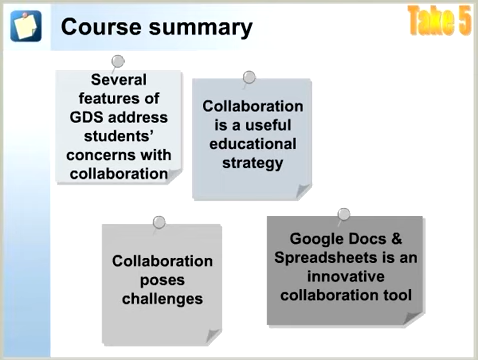 Course summary
Take 5
Several
features of
GDS address
students'
concerns with
collaboration
Collaboration
is a useful
educational
strategy
Collaboration
poses
challenges
Google Docs &
Spreadsheets is an
innovative
collaboration tool